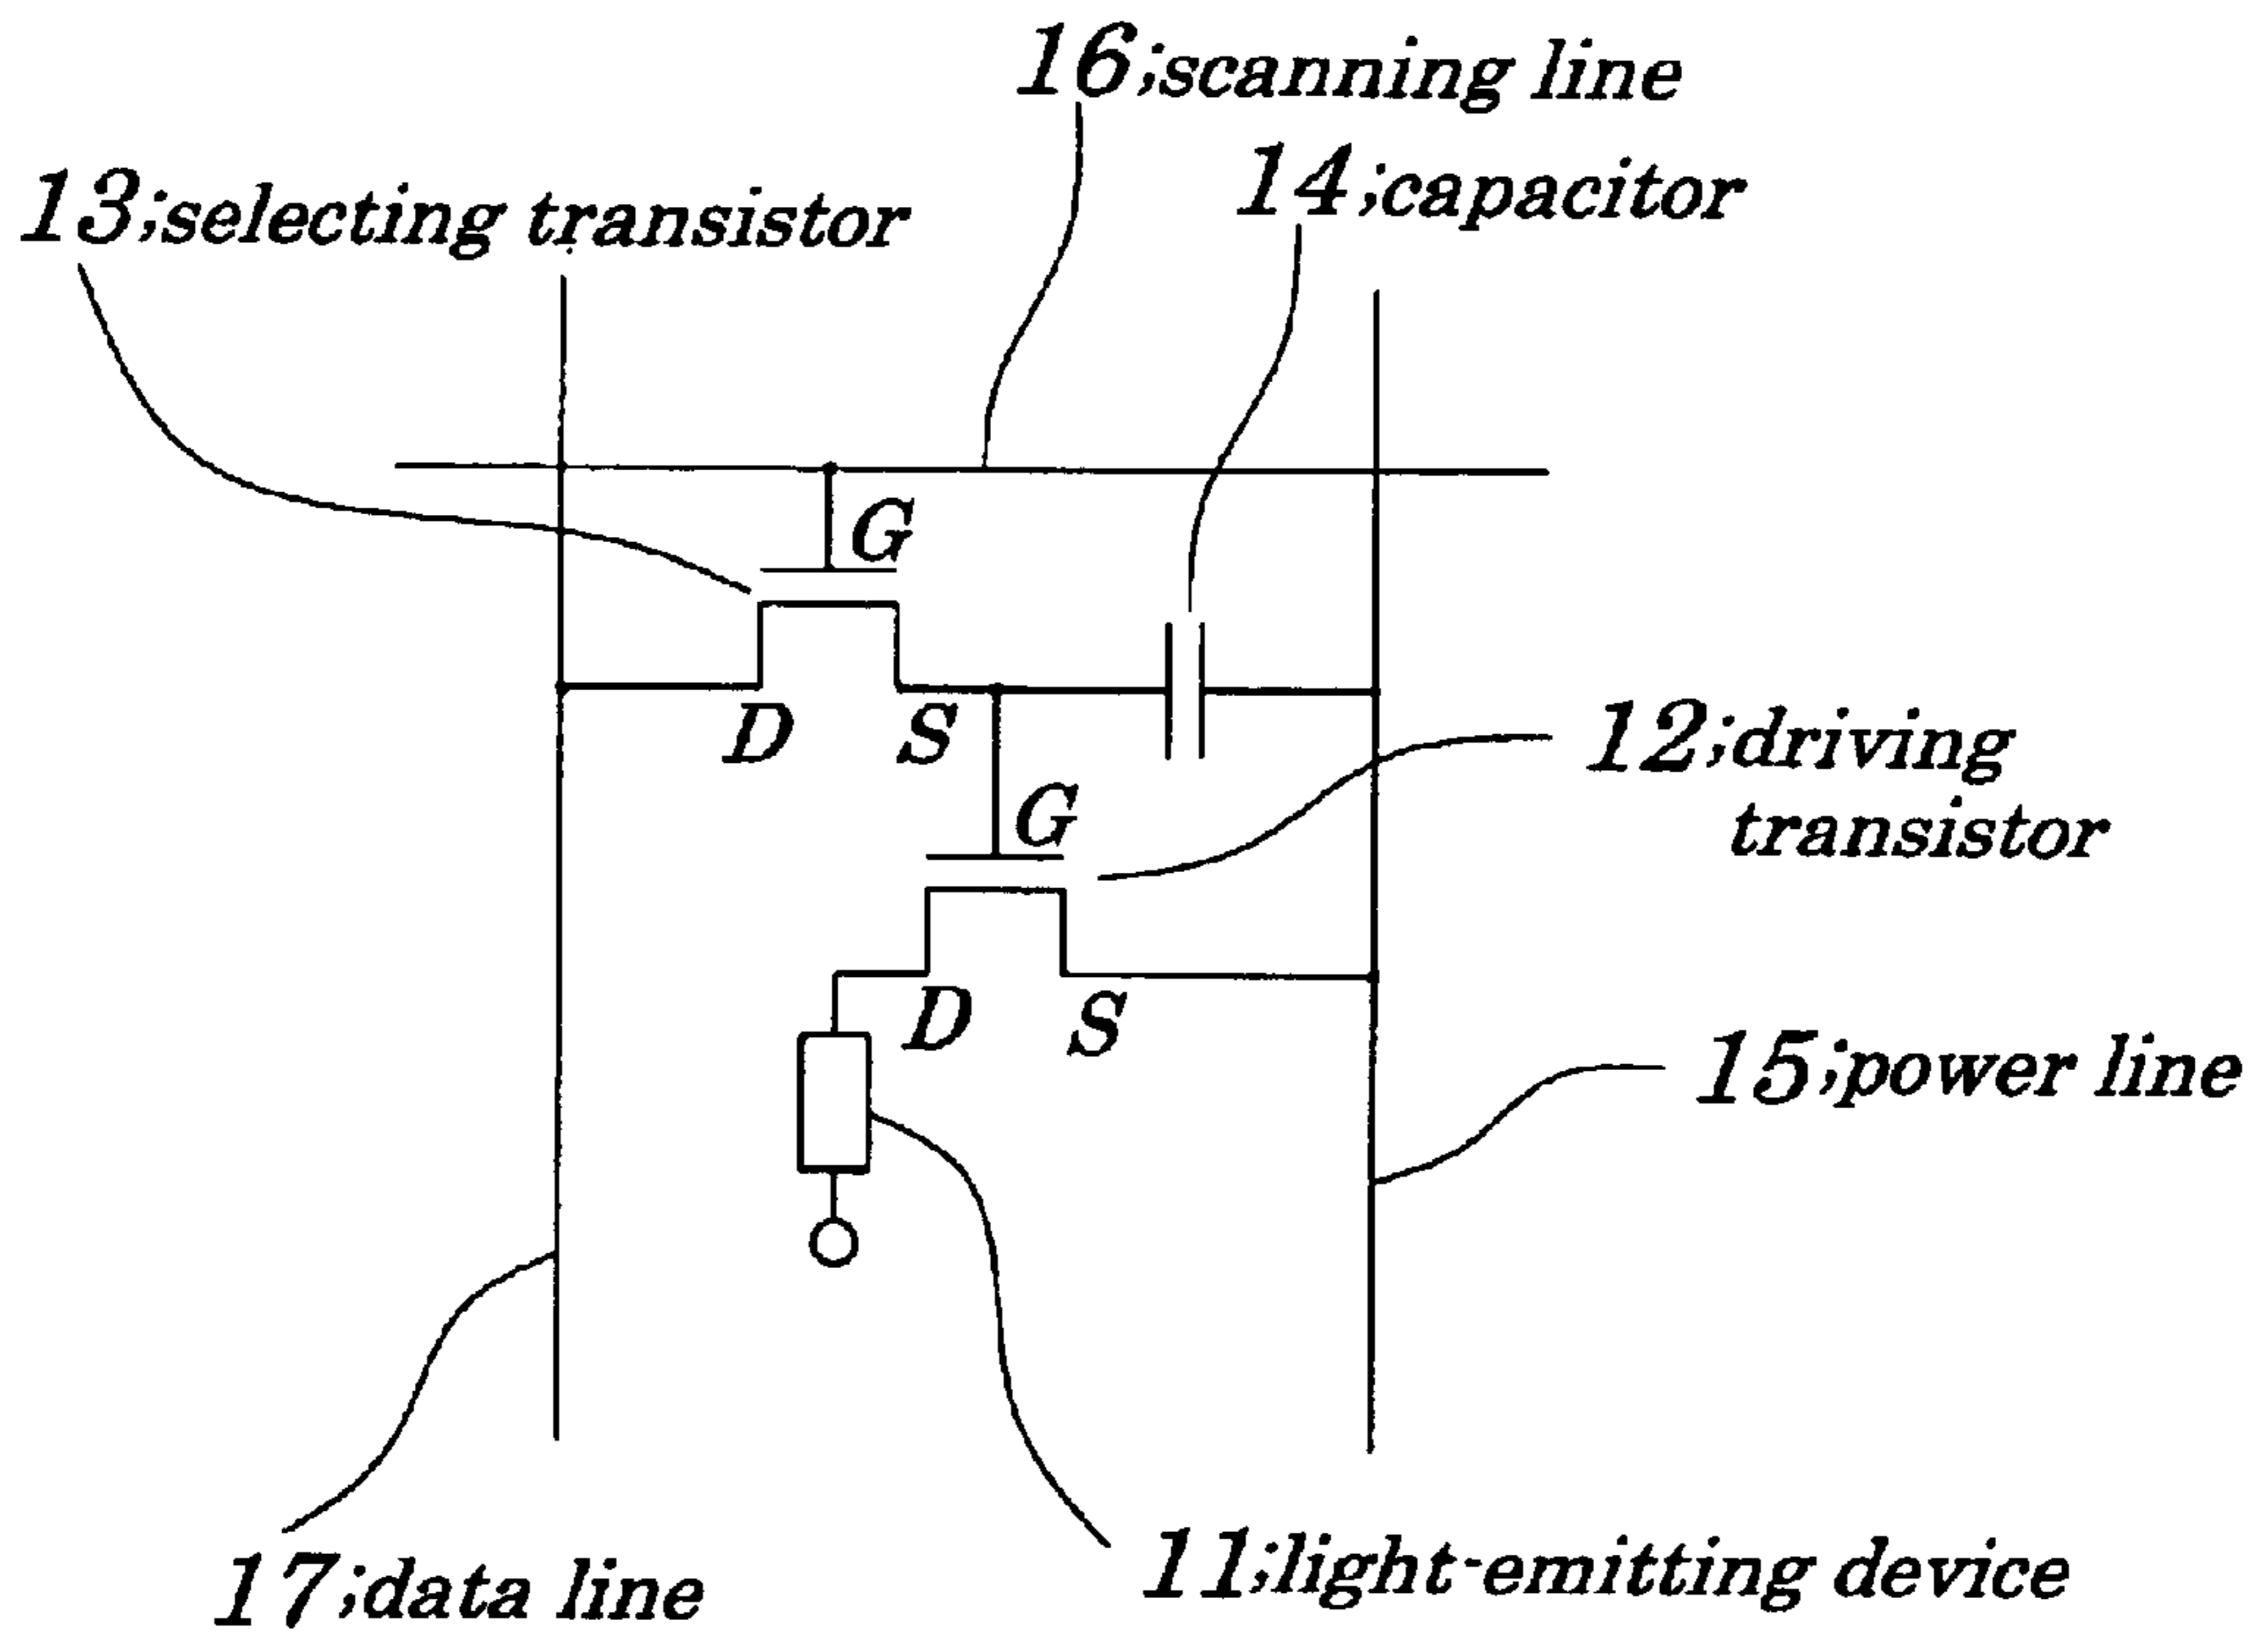 16;scanning line
14;capacitor
13;selecting transistor
G
D
S
12;driving
transistor
G
D
S
15;power line
11;light-emitting device
17;data line